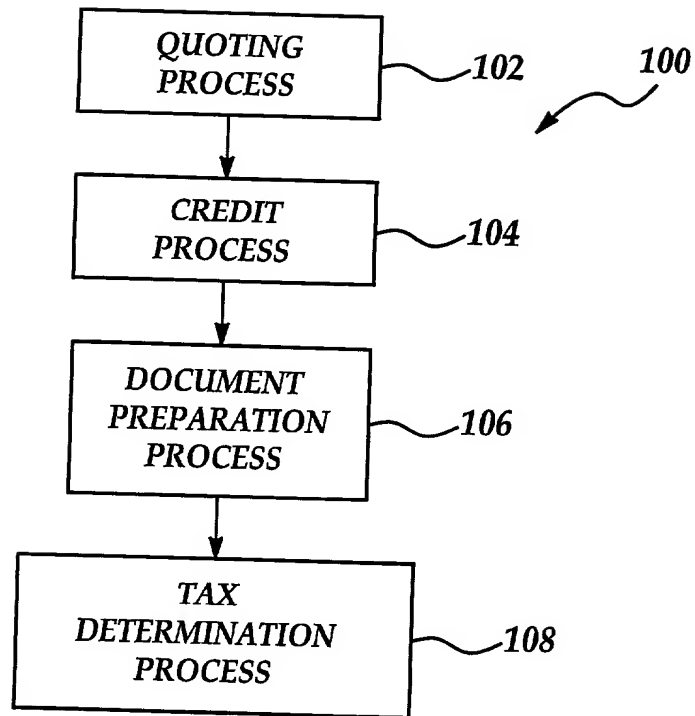 QUOTING
PROCESS
102
100
CREDIT
PROCESS
104
DOCUMENT
PREPARATION
PROCESS
106
TAX
DETERMINATION
PROCESS
108